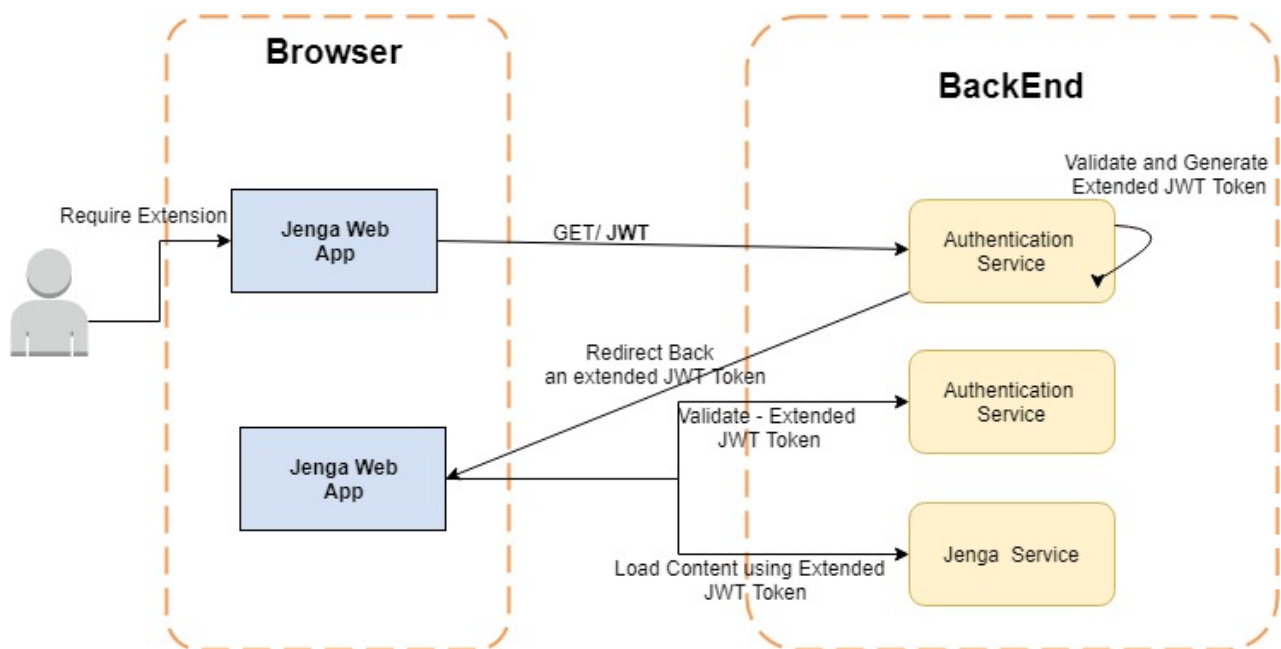 Browser
BackEnd
Validate and Generate
Extended JWT Token
Require Extension
Jenga Web
App
GET/ JWT
Authentication
Service
Redirect Back
an extended JWT Token
Authentication
Service
Validate - Extended
JWT Token
Jenga Web
App
Load Content using Extended
JWT Token
Jenga Service